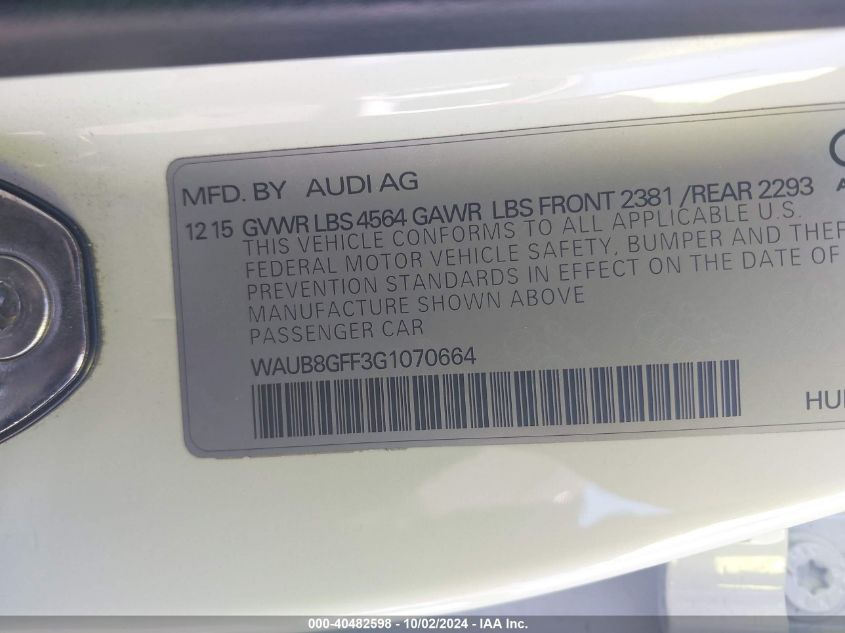 MFD. BY AUDI AG
12 15 GVWR LBS 4564 GAWR LBS FRONT 2381 /REAR 2293
THIS VEHICLE CONFORMS TO ALL APPLICABLE U.S.
FEDERAL MOTOR VEHICLE SAFETY, BUMPER AND THEF
PREVENTION STANDARDS IN EFFECT ON THE DATE OF
MANUFACTURE SHOWN ABOVE
PASSENGER CAR
WAUB8GFF3G1070664
HU
000-40482598 - 10/02/2024 - IAA Inc.